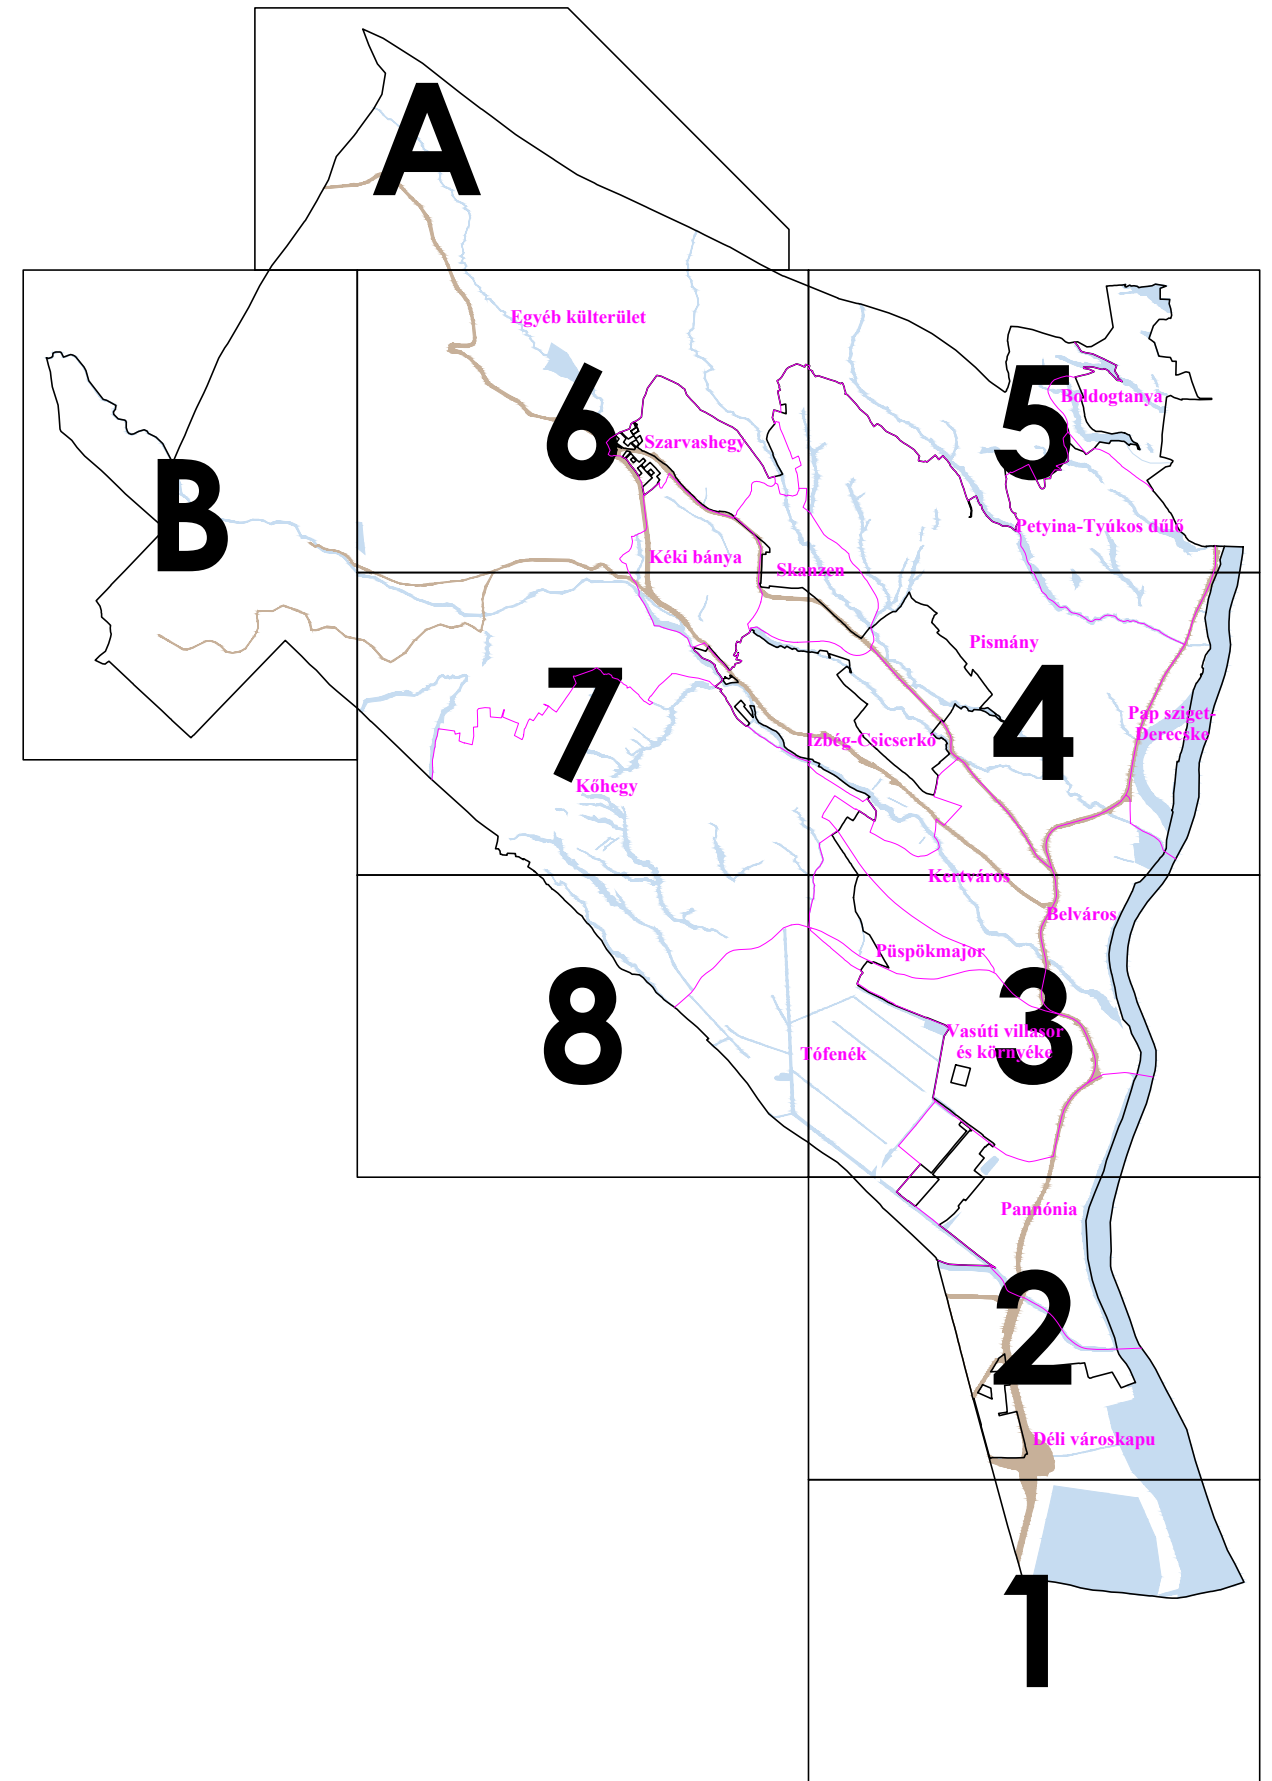 A
Egyéb külterület
6
5
Boldogtanya
Szarvashegy
B
Petyina-Tyúkos dűlő
Kéki bánya
Skanzen
Pismány
7
4
Pap sziget-
Derecske
Izbég-Csicserkó
Kőhegy
Kertváros
Belváros
Püspökmajor
8
3
Vasúti villasor
és környéke
Tófenék
Pannónia
2
Déli városkapu
1